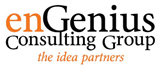 enGenius
Consulting Group
the idea partners